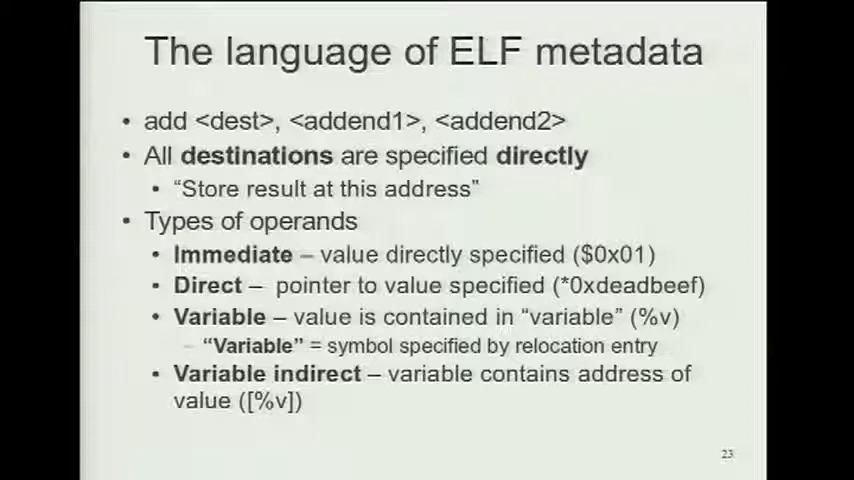 The language of ELF metadata
• add <dest>, <addend1>, <addend2>
• All destinations are specified directly
• “Store result at this address”
• Types of operands
• Immediate – value directly specified ($0x01)
• Direct – pointer to value specified (*0xdeadbeef)
• Variable – value is contained in “variable” (%v)
– “Variable” = symbol specified by relocation entry
• Variable indirect – variable contains address of
value ([%v])
23